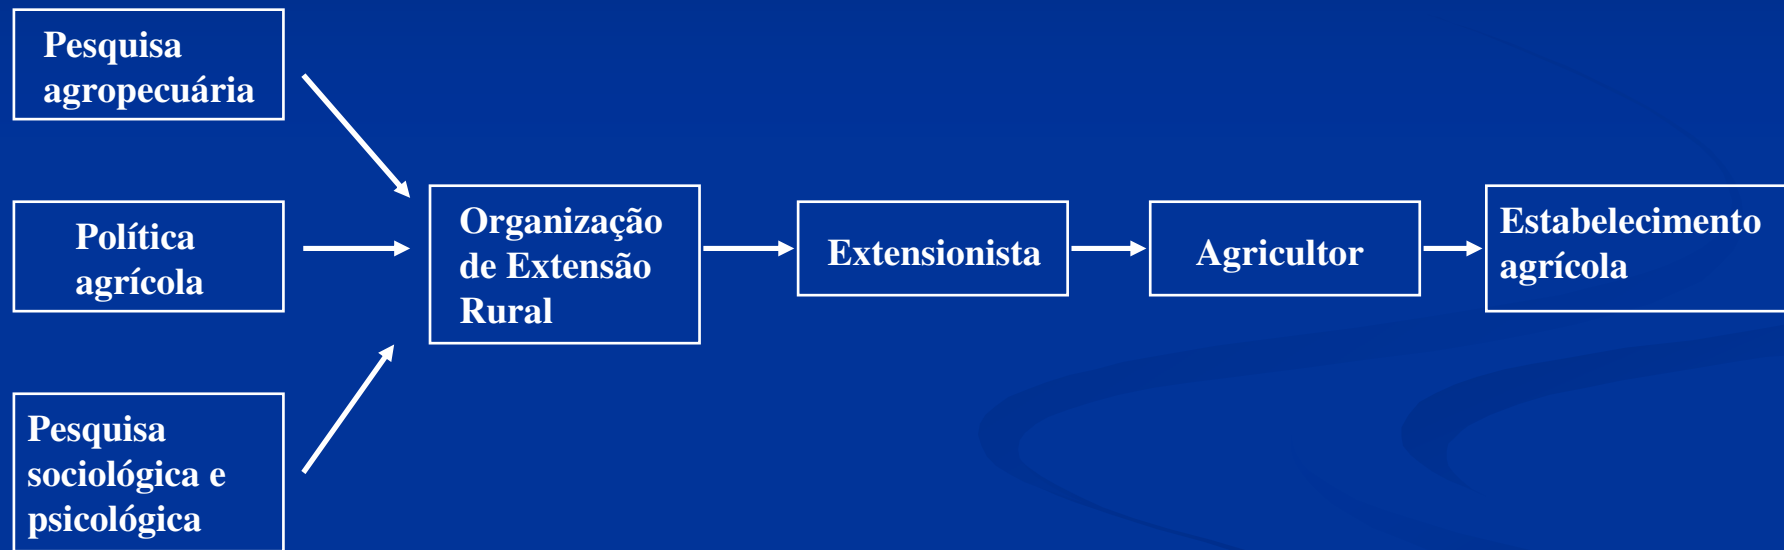 Pesquisa
agropecuária
Política
agrícola
Pesquisa
sociológica e
psicológica
Organização
de Extensão
Rural
Extensionista
Agricultor
Estabelecimento
agrícola